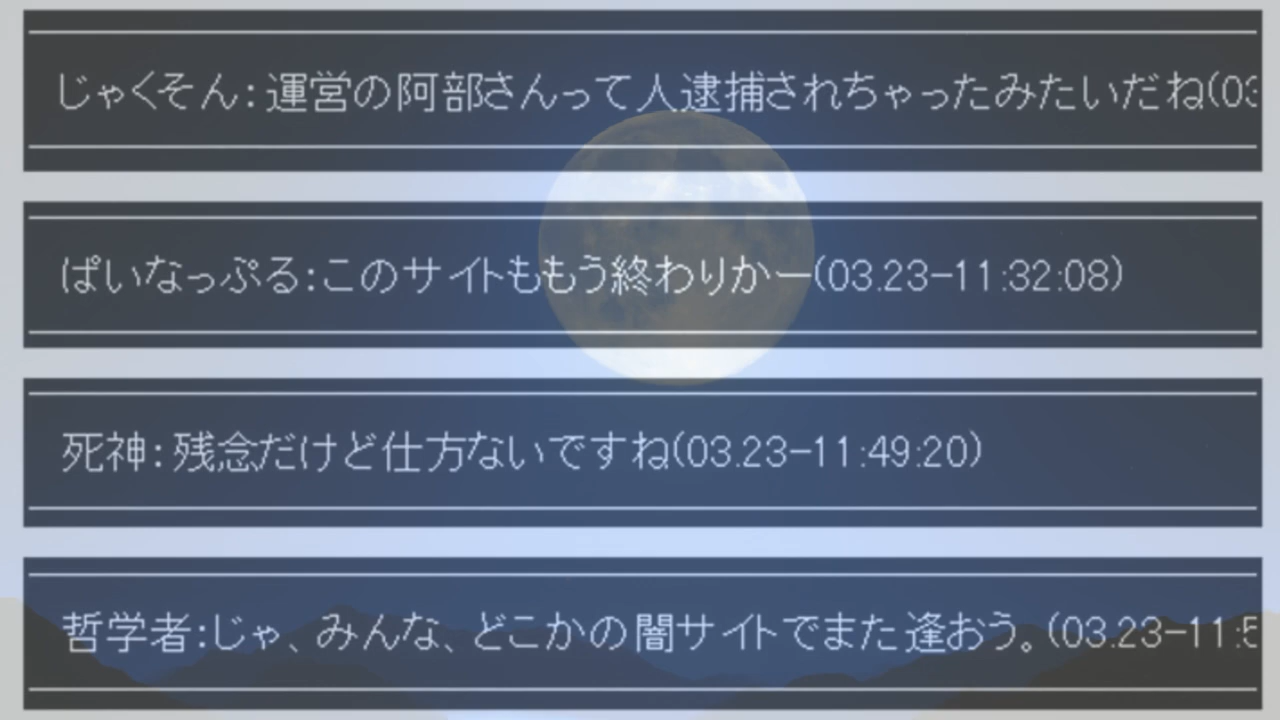 じゃくそん:運営の阿部さんって人逮捕されちゃったみたいだね(03
ぱいなっぷる:このサイトももう終わりかー(03.23-11:32:08)
死神:残念だけど仕方ないですね(03.23-11:49:20)
哲学者:じゃ、みんな、どこかの闇サイトでまた逢おう。(03.23-11:5